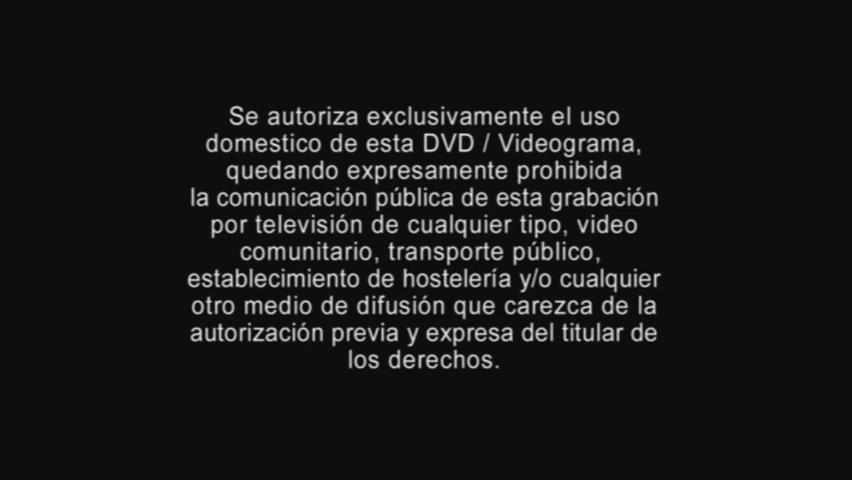 Se autoriza exclusivamente el uso
domestico de esta DVD / Videograma,
quedando expresamente prohibida
la comunicación pública de esta grabación
por televisión de cualquier tipo, video
comunitario, transporte público,
establecimiento de hostelería y/o cualquier
otro medio de difusión que carezca de la
autorización previa y expresa del titular de
los derechos.